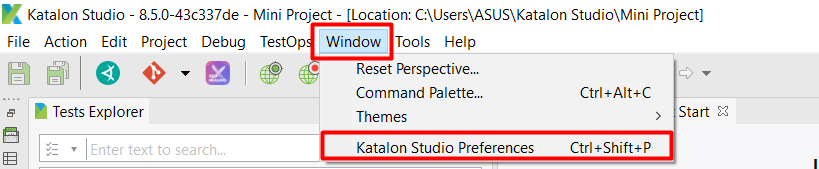 Katalon Studio - 8.5.0-43c337de - Mini Project - [Location: C:\Users\ASUS\Katalon Studio\Mini Project]
File Action Edit Project Debug TestOps Window Tools Help
Reset Perspective...
Command Palette... Ctrl+Alt+C
Themes
Tests Explorer
Start
Enter text to search...
Katalon Studio Preferences Ctrl+Shift+P